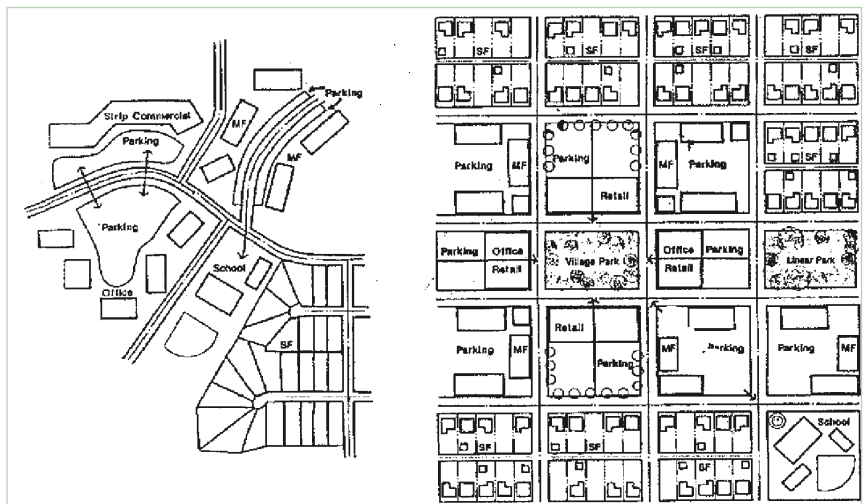 Strip Commercial
Parking
MF
Parking
MF
Parking
School
Office
SF
SF
SF
SF
SF
Parking
MF
Parking
Retail
MF
Parking
SF
Parking
Office
Retail
Village Park
Office
Parking
Retail
Linear Park
Parking
MF
Retail
Parking
MF
Parking
Parking
MF
SF
SF
SF
School